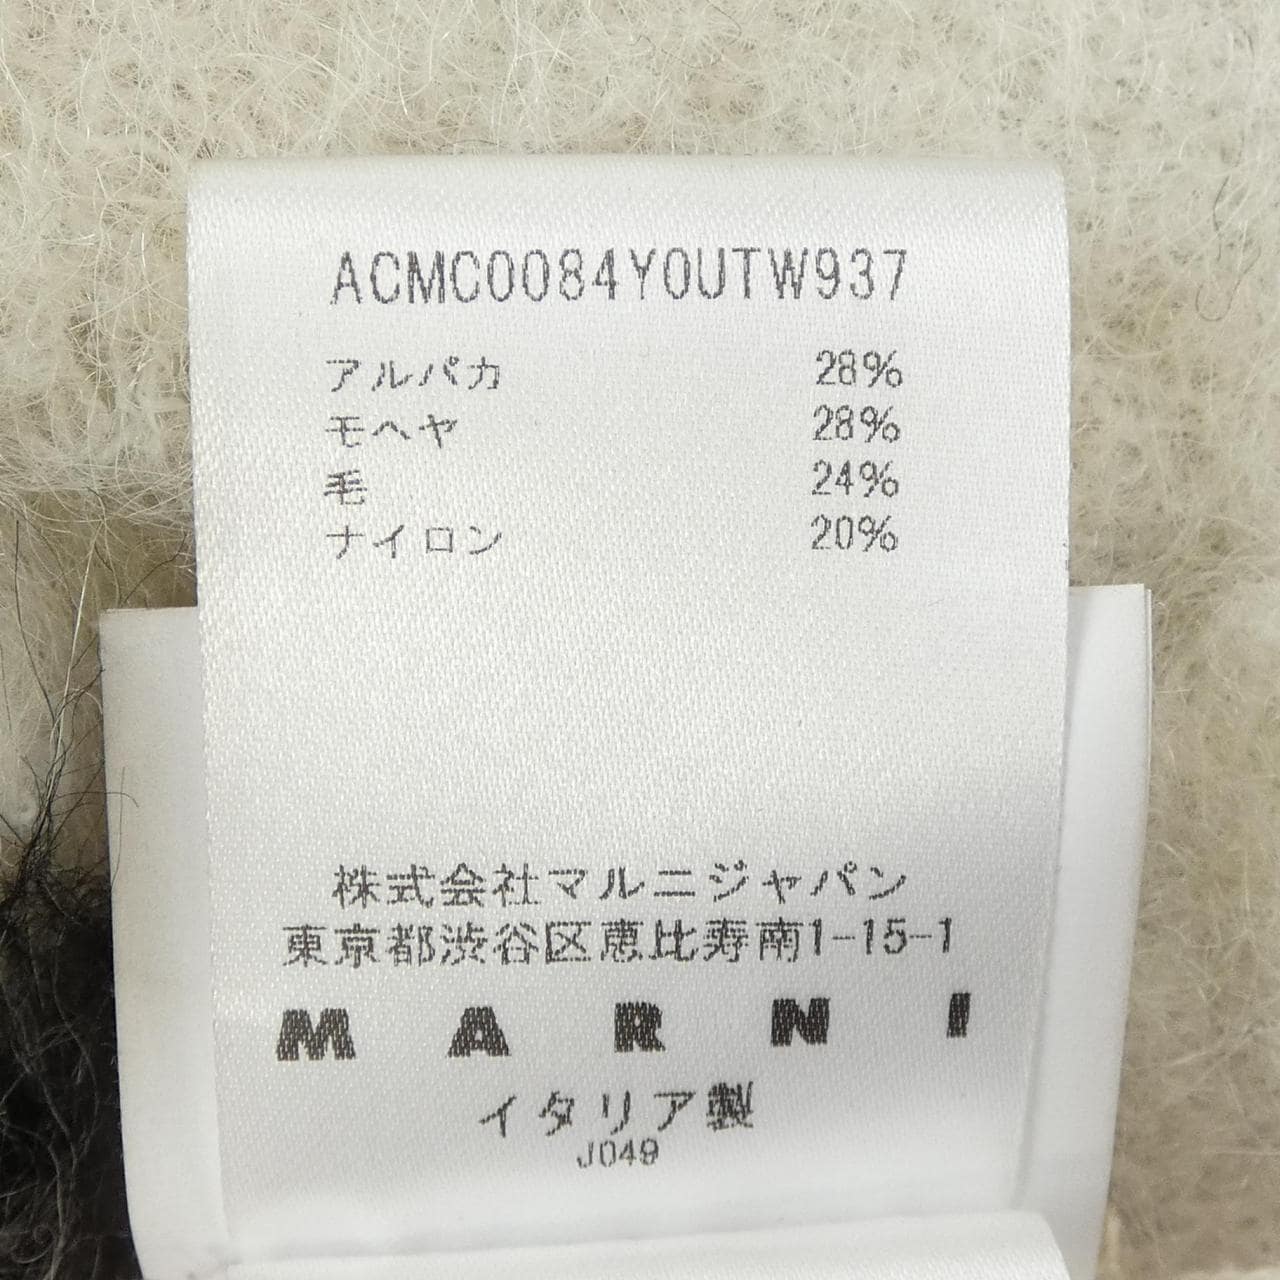 ACMC0084Y0UTW937
アルパカ 28%
モヘヤ 28%
毛 24%
ナイロン 20%
株式会社マルニジャパン
東京都渋谷区恵比寿南1-15-1
MARNI
イタリア製
J049